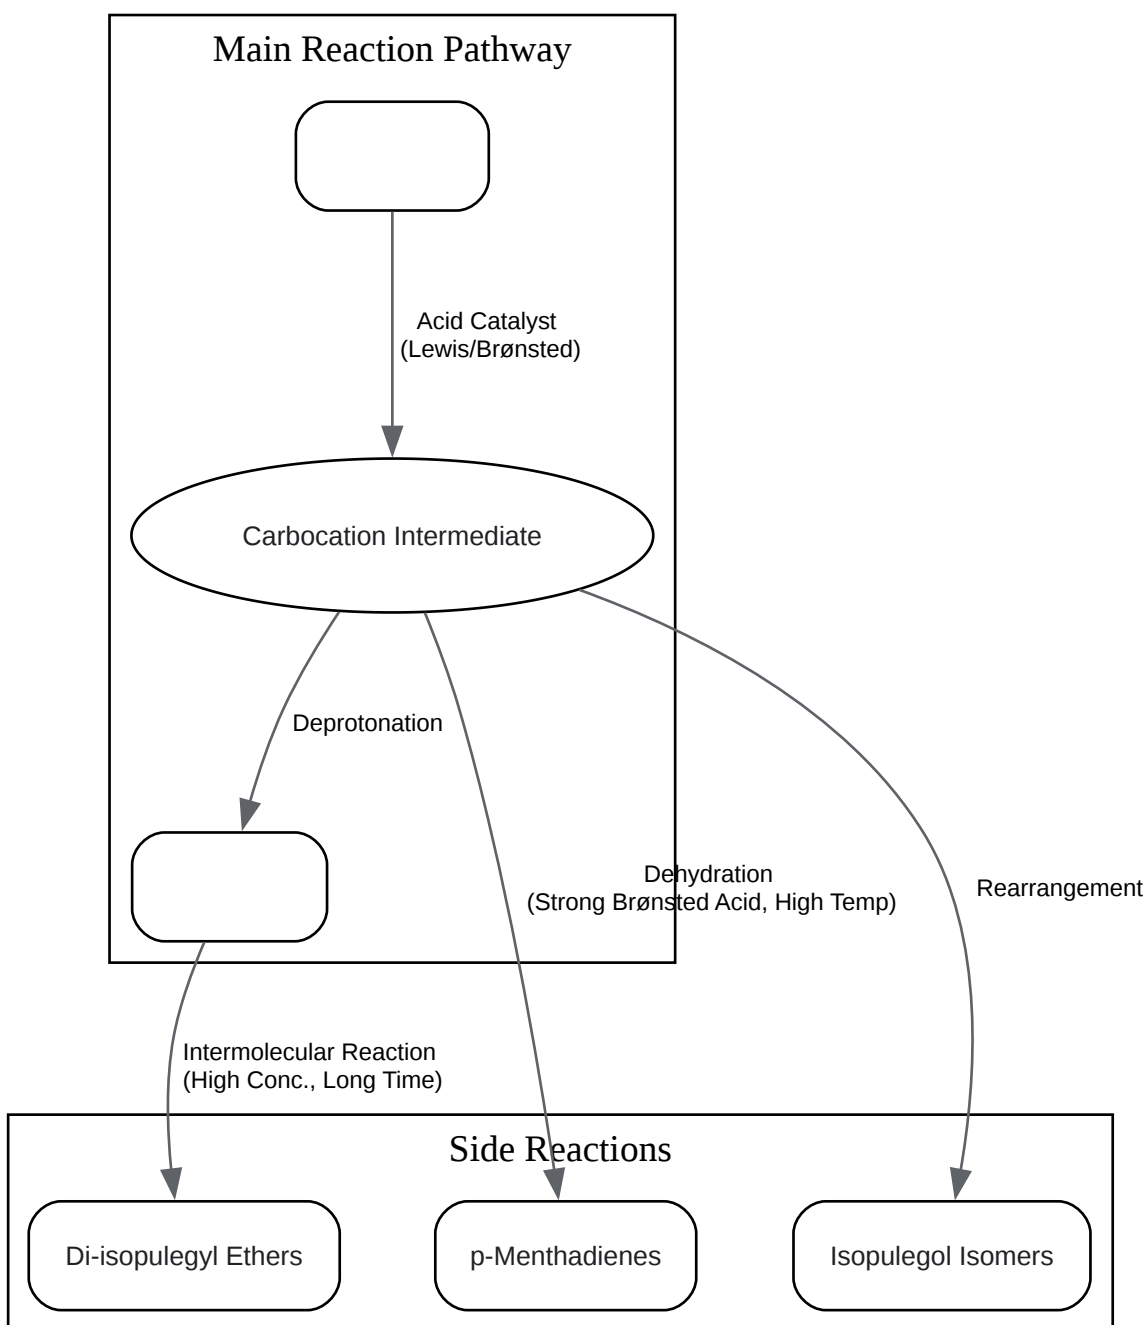 Main Reaction Pathway
Acid Catalyst
(Lewis/Brønsted)
Carbocation Intermediate
Deprotonation
Dehydration
(Strong Brønsted Acid, High Temp)
Rearrangement
Intermolecular Reaction
(High Conc., Long Time)
Side Reactions
Di-isopulegyl Ethers
p-Menthadienes
Isopulegol Isomers